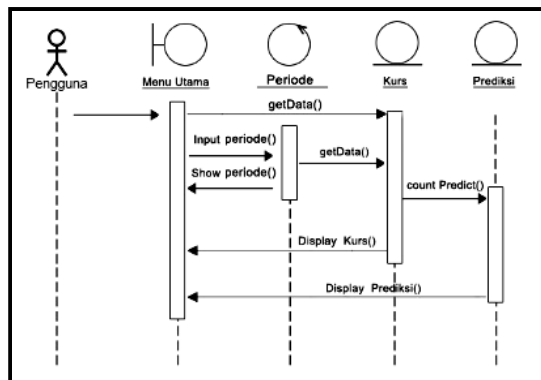 Pengguna
Menu Utama
Periode
Kurs
Prediksi
getData()
Input periode()
getData()
Show periode()
count Predict()
Display Kurs()
Display Prediksi()